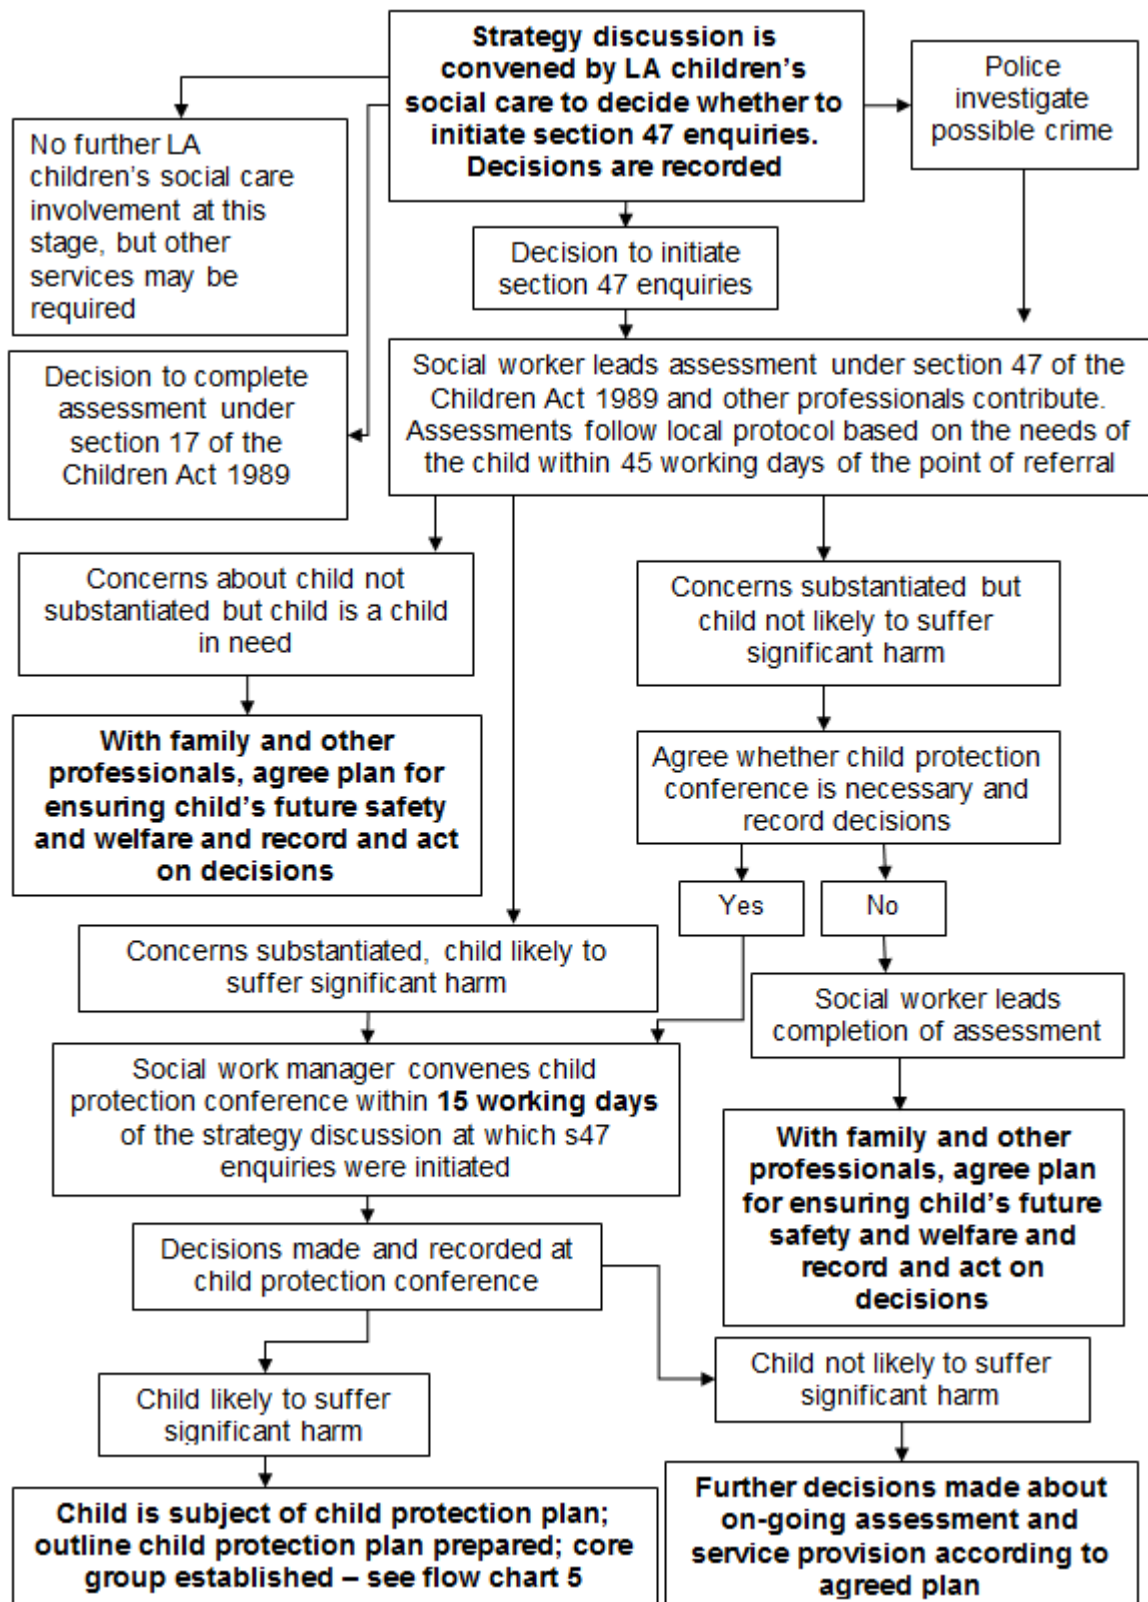 Strategy discussion is
convened by LA children’s
social care to decide whether to
initiate section 47 enquiries.
Decisions are recorded
Police
investigate
possible crime
No further LA
children’s social care
involvement at this
stage, but other
services may be
required
Decision to initiate
section 47 enquiries
Decision to complete
assessment under
section 17 of the
Children Act 1989
Social worker leads assessment under section 47 of the
Children Act 1989 and other professionals contribute.
Assessments follow local protocol based on the needs of
the child within 45 working days of the point of referral
Concerns about child not
substantiated but child is a child
in need
Concerns substantiated but
child not likely to suffer
significant harm
With family and other
professionals, agree plan for
ensuring child’s future safety
and welfare and record and act
on decisions
Agree whether child protection
conference is necessary and
record decisions
Yes
No
Concerns substantiated, child likely to
suffer significant harm
Social worker leads
completion of assessment
Social work manager convenes child
protection conference within 15 working days
of the strategy discussion at which s47
enquiries were initiated
With family and other
professionals, agree plan
for ensuring child’s future
safety and welfare and
record and act on
decisions
Decisions made and recorded at
child protection conference
Child not likely to suffer
significant harm
Child likely to suffer
significant harm
Child is subject of child protection plan;
outline child protection plan prepared; core
group established – see flow chart 5
Further decisions made about
on-going assessment and
service provision according to
agreed plan